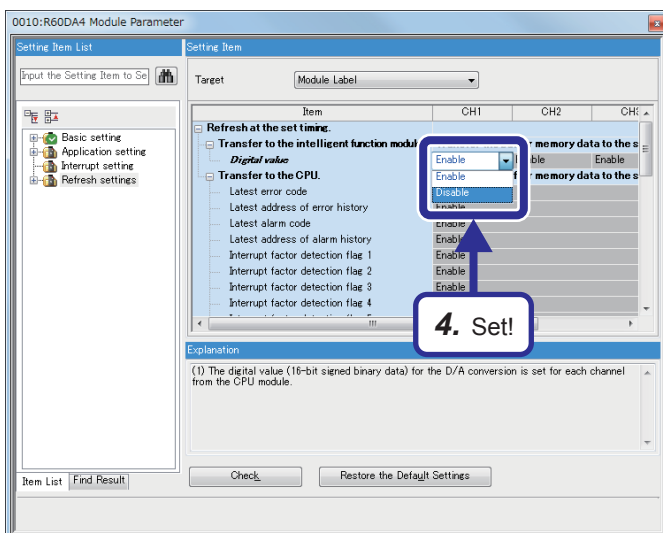 0010:R60DA4 Module Parameter
Setting Item List
Setting Item
Input the Setting Item to Se
Target
Module Label
Item
CH1
CH2
Refresh at the set timing.
Transfer to the intelligent function modul
r memory data to the s
Digital value
Enable
Enable
Enable
Disable
Transfer to the CPU.
r memory data to the s
Latest error code
Latest address of error history
Enable
Latest alarm code
Enable
Latest address of alarm history
Enable
Interrupt factor detection flag 1
Enable
Interrupt factor detection flag 2
Enable
Interrupt factor detection flag 3
Enable
Interrupt factor detection flag 4
4. Set!
Basic setting
Application setting
Interrupt setting
Refresh settings
Explanation
(1) The digital value (16-bit signed binary data) for the D/A conversion is set for each channel
from the CPU module.
Item List
Find Result
Check
Restore the Default Settings